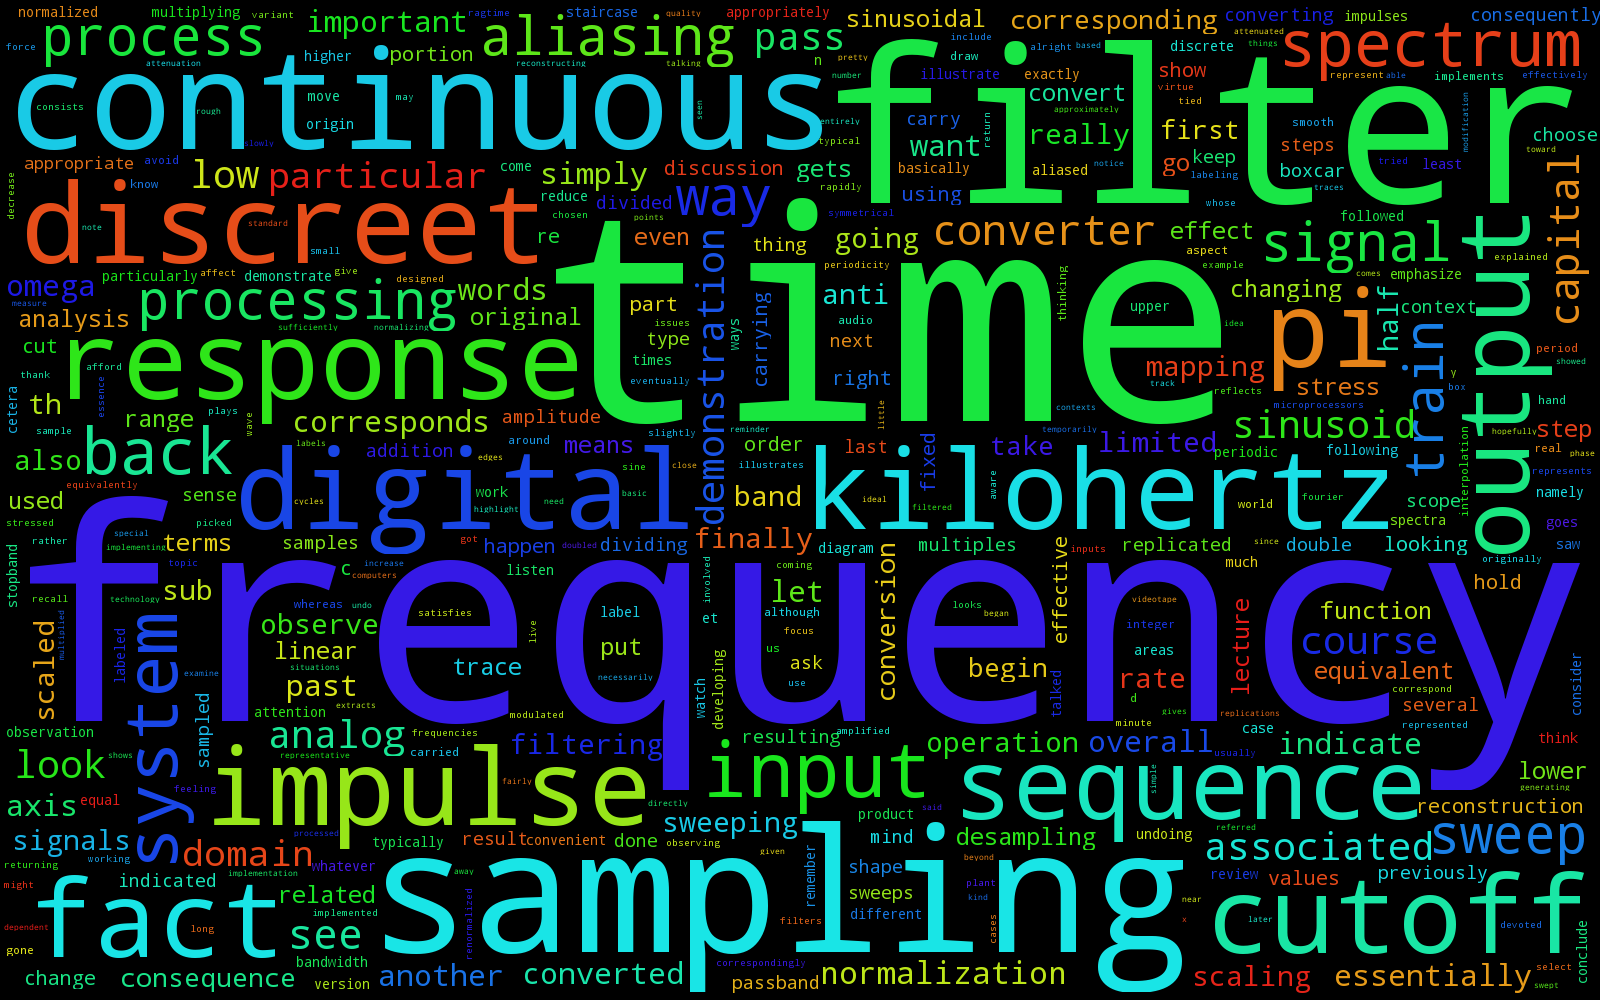 normalized multiplying variant important ragtime staircase quality appropriately sinusoidal corresponding converting impulses consequently
force process attenuation higher portion aliasing reconstructing talking pass n include draw alright based discrete attenuated things spectrum
continuous consists rough move origin may seen slowly pretty number entirely typical filter illustrate exactly convert approximately show virtue tied represent able implements effectively
carry return really want basically first steps smooth go keep boxcar modification choose toward
appropriate avoid know low particular come simply reduce chosen discussion divided gets rapidly using aliased notice labeling whose tried traces least
decrease note discreet standard small re points way even symmetrical thing going converter effect aspect signal followed explained capital
omega particularly affect demonstrate give designed words time periodicity anti thinking upper example changing comes emphasize
measure analysis processing sufficiently normalizing original part issues type demonstration ways carrying audio next idea pi half context output period showed
cut thank afford essence response times eventually right track mapping reflects stress train y box
cetera th range plays wave corresponds amplitude labels reminder little contexts temporarily microprocessors sinusoid hand step
sample back addition around means slightly order last fixed take limited periodic following hopefully real phase
also equivalently edges sine close illustrates interpolation represents
used sense digital cycles work highlight need basic band ideal filtered aware kilohertz world fourier scope namely
stressed rather picked special implementing terms samples got happen doubled dividing finally diagram multiples replicated since double spectra looking goes saw originally
stopband recall technology sub c computers increase listen coming much inputs hold
multiplied frequency whereas undo satisfies label involved let although conversion began looks effective videotape integer function
scaled labeled system observe linear situations trace live put et focus us ask use begin areas lecture course equivalent
examine past extracts necessarily watch developing talked rate d correspond several consider
observation sampled attention analog representative frequencies carried modulated filtering resulting amplified operation minute gives overall replications case represented usually indicate think
look shows feeling impulse fairly directly input sequence simple lower generating
axis equal processed typically result convenient done sweeping observing product said mind desampling undoing referred reconstruction
signals working domain whatever given associated sweep
returning might indicated implementation away remember shape beyond plant kind review values previously near
dependent fact related implemented renormalized sampling filters sweeps different cases x later cutoff devoted
gone long see bandwidth conclude
change consequence version another converted correspondingly passband normalization scaling essentially select swept